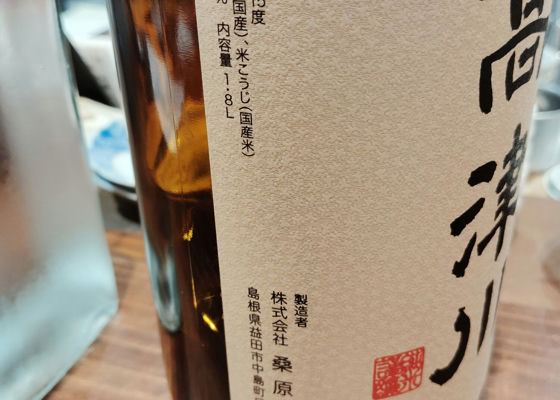 高津川
15度
国産)、米こうじ(国産米)
内容量 1.8L
製造者
株式会社 桑原
島根県益田市中島町